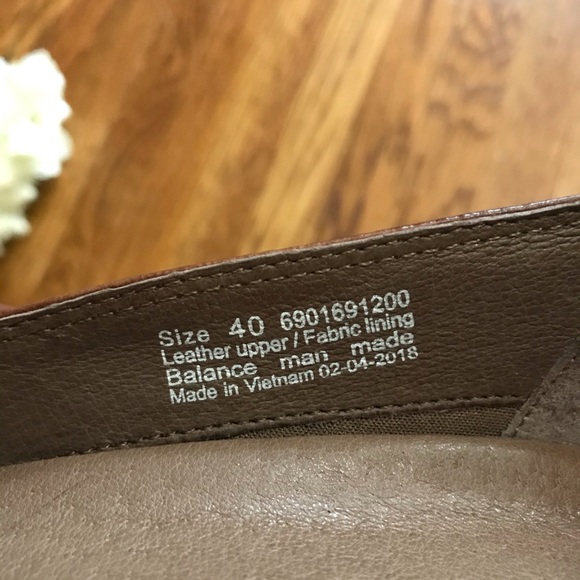 Size 40 6901691200
Leather upper / Fabric lining
Balance man made
Made in Vietnam 02-04-2018